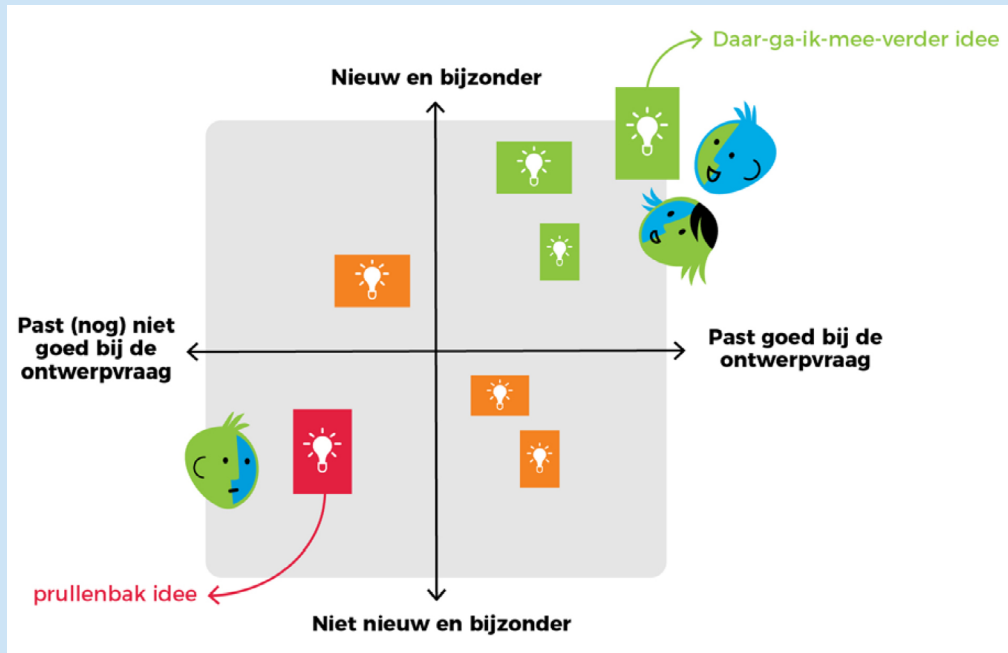 Daar-ga-ik-mee-verder idee
Nieuw en bijzonder
Past (nog) niet
goed bij de
ontwerpvraag
Past goed bij de
ontwerpvraag
prullenbak idee
Niet nieuw en bijzonder